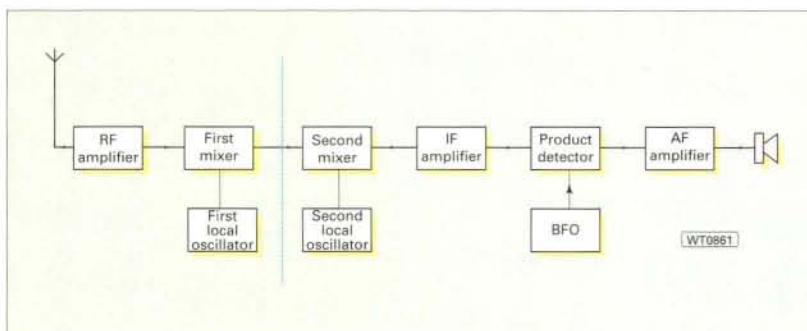 RF
amplifier
First
mixer
Second
mixer
IF
amplifier
Product
detector
AF
amplifier
First
local
oscillator
Second
local
oscillator
BFO
WT0861